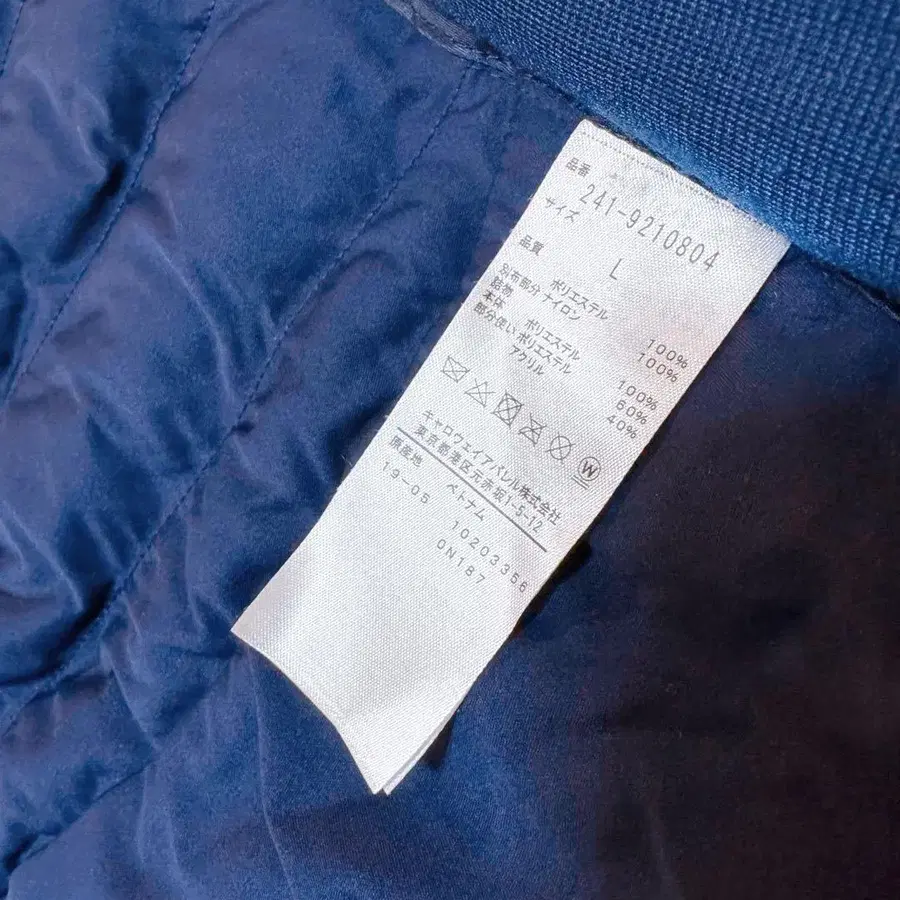 品番
241-9210804
サイズ
L
品質
ポリエステル 100%
別布部分 ナイロン 100%
詰物
本体 ポリエステル 100%
部分使い ポリエステル 60%
アクリル 40%
W
キャロウェイアパレル株式会社
東京都港区元赤坂1-5-12
原産地 ベトナム
19-05 10203356
0N187